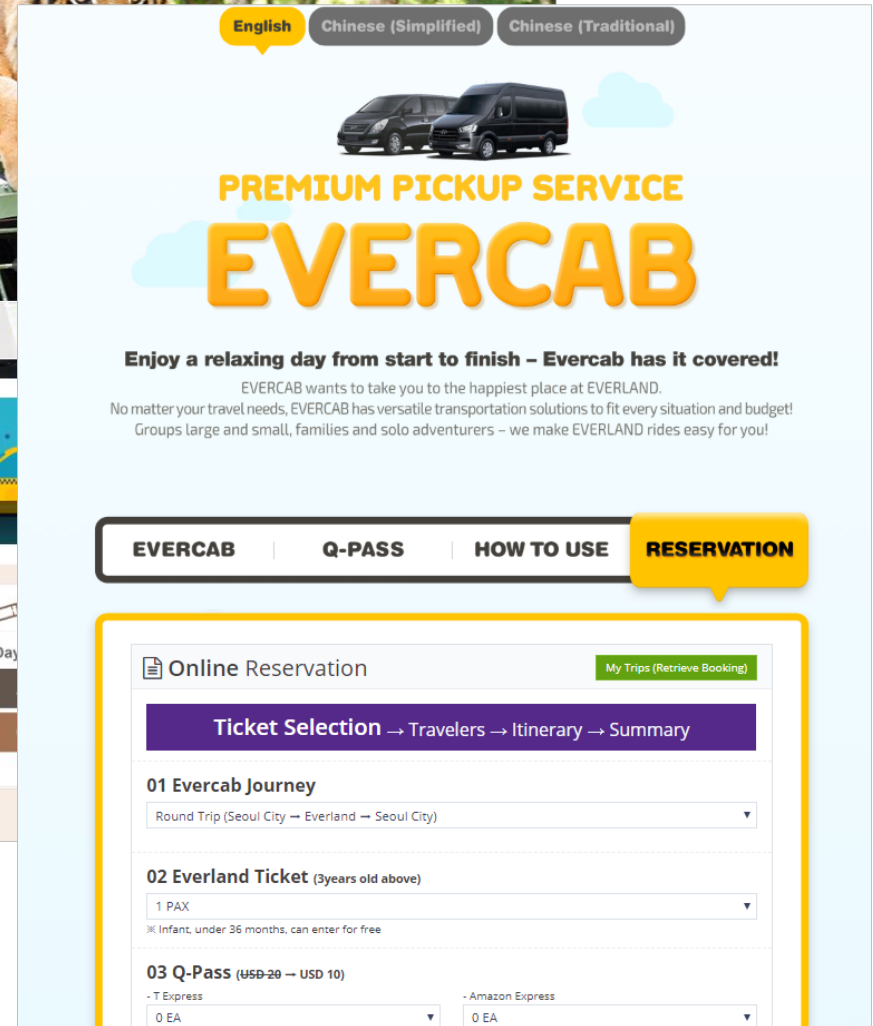 English
Chinese (Simplified)
Chinese (Traditional)
PREMIUM PICKUP SERVICE
EVERCAB
Enjoy a relaxing day from start to finish – Evercab has it covered!
EVERCAB wants to take you to the happiest place at EVERLAND.
No matter your travel needs, EVERCAB has versatile transportation solutions to fit every situation and budget!
Groups large and small, families and solo adventurers – we make EVERLAND rides easy for you!
EVERCAB
Q-PASS
HOW TO USE
RESERVATION
Online Reservation
My Trips (Retrieve Booking)
Ticket Selection → Travelers → Itinerary → Summary
01 Evercab Journey
Round Trip (Seoul City → Everland → Seoul City)
02 Everland Ticket (3years old above)
1 PAX
※ Infant, under 36 months, can enter for free
03 Q-Pass (USD 20 → USD 10)
- T Express
- Amazon Express
0 EA
0 EA